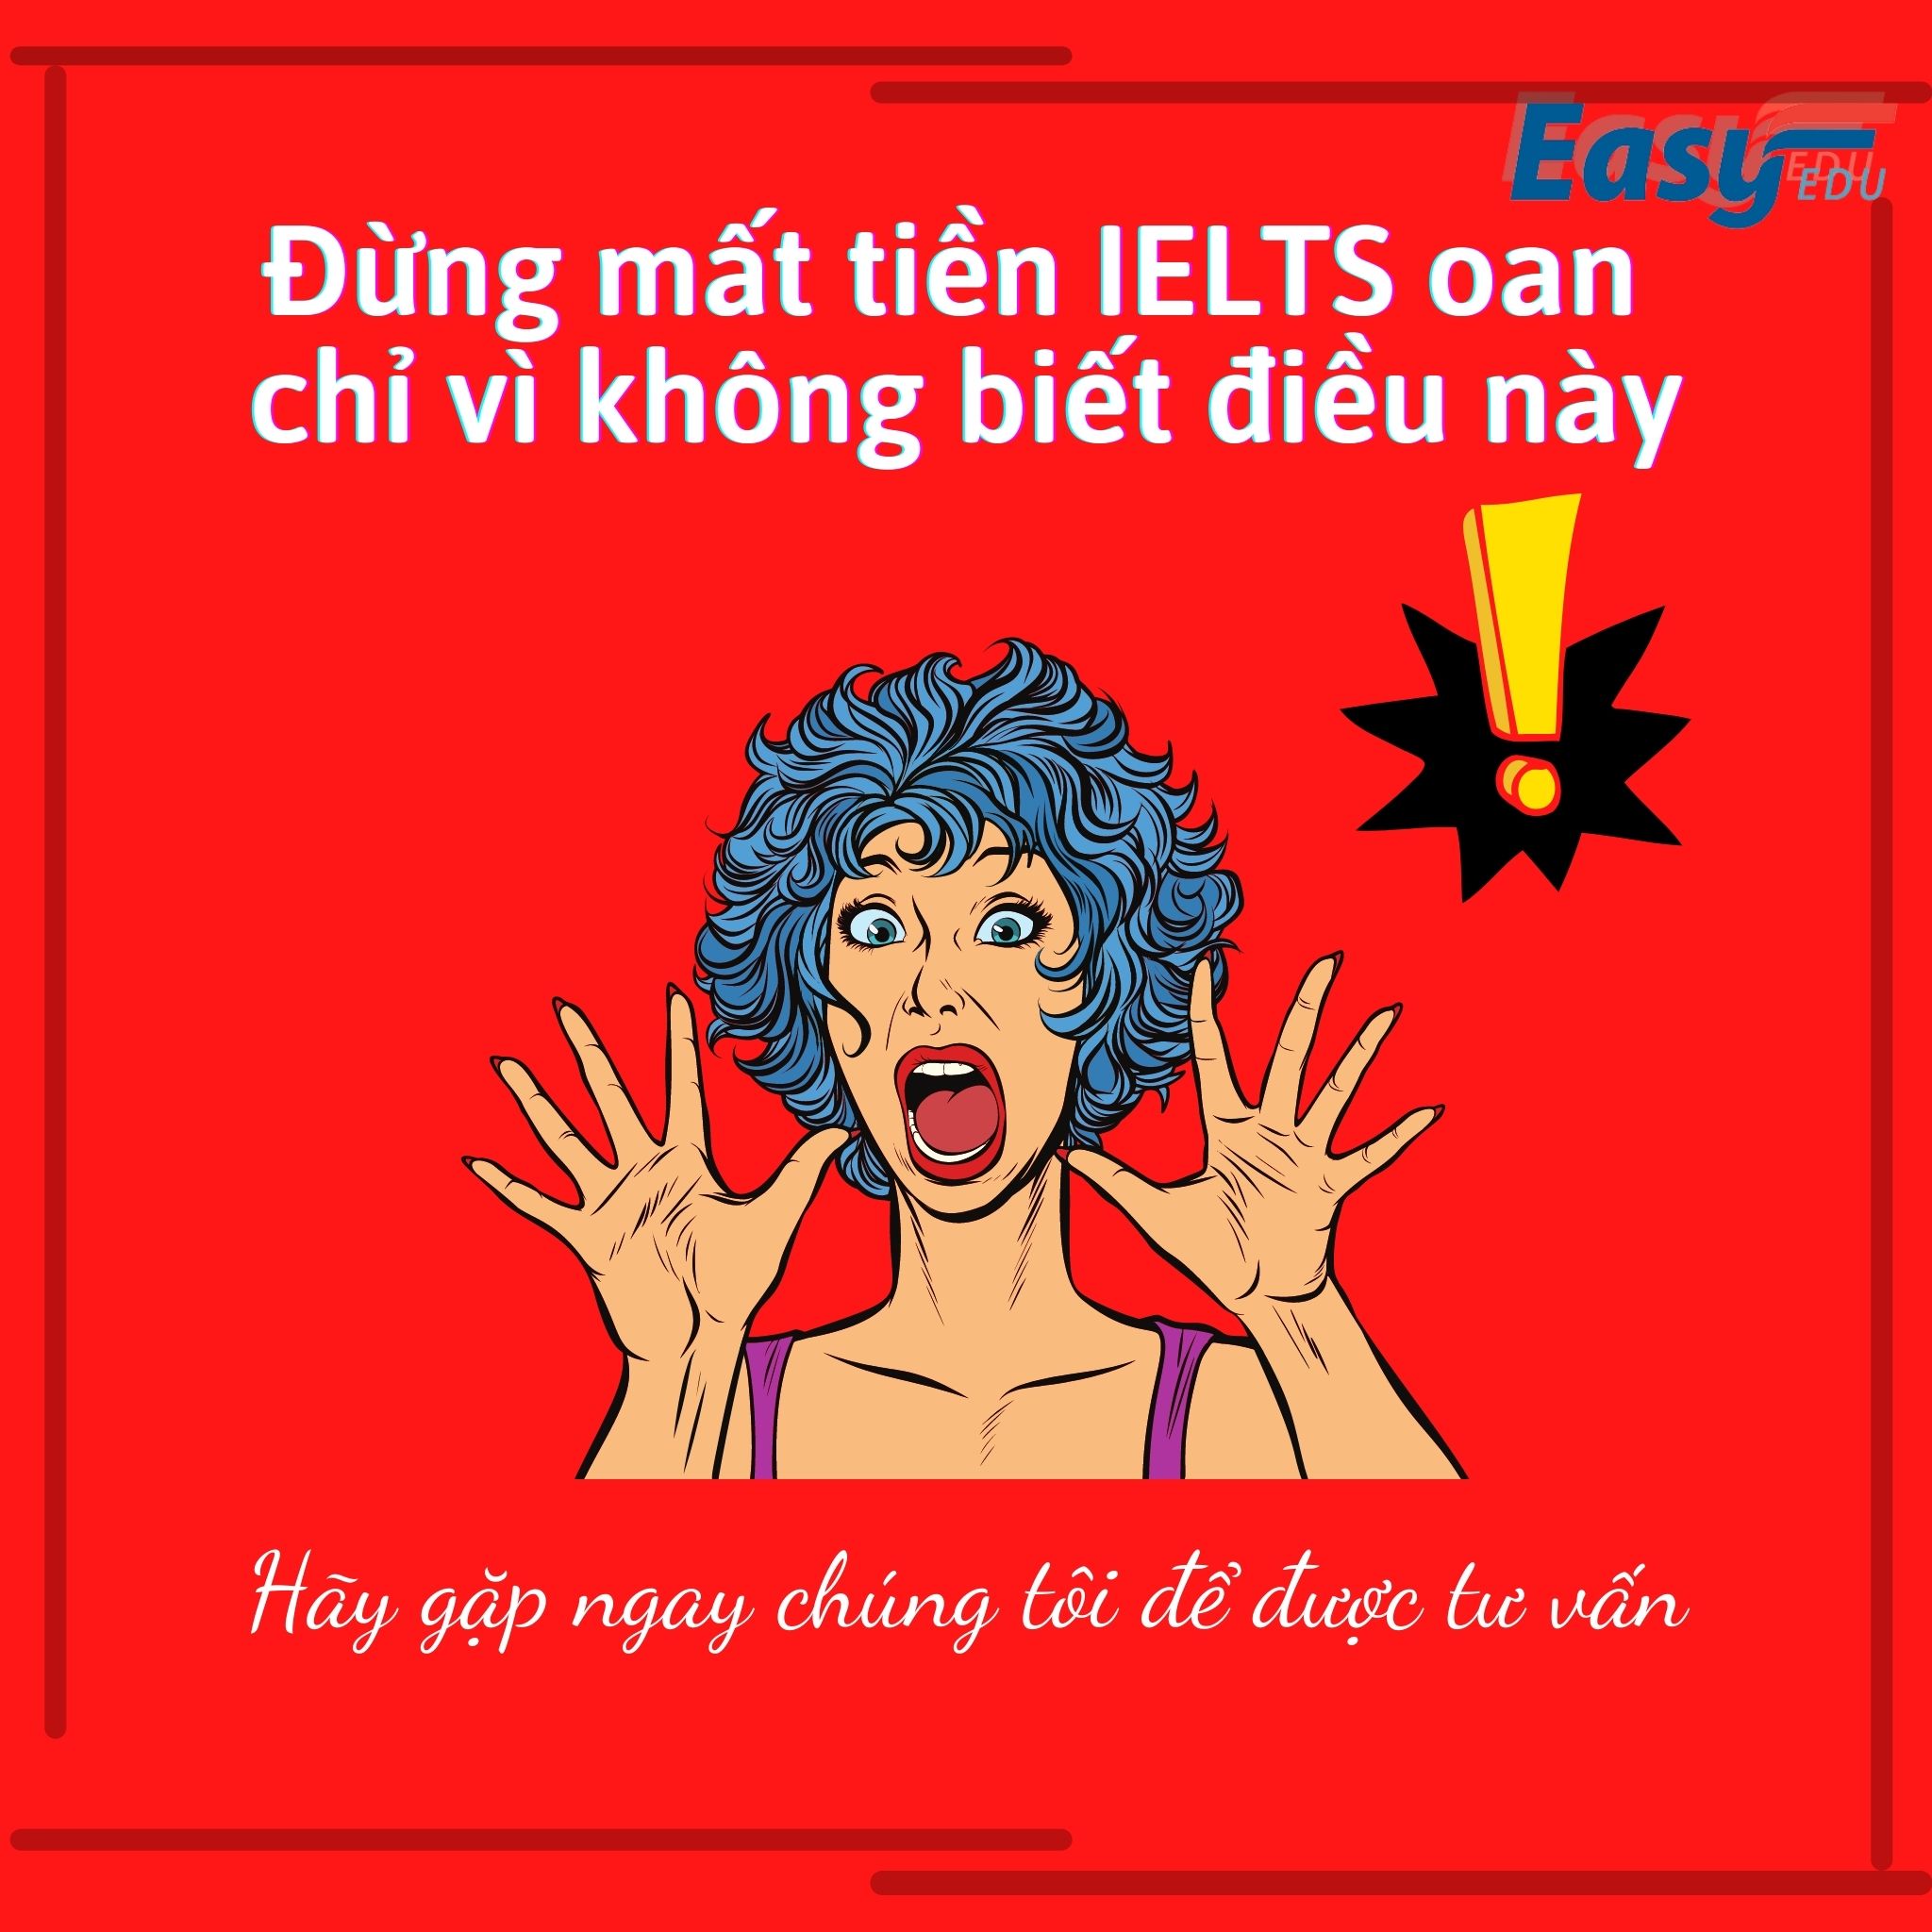 Easy EDU
Đừng mất tiền IELTS oan
chỉ vì không biết điều này
Hãy gặp ngay chúng tôi để được tư vấn